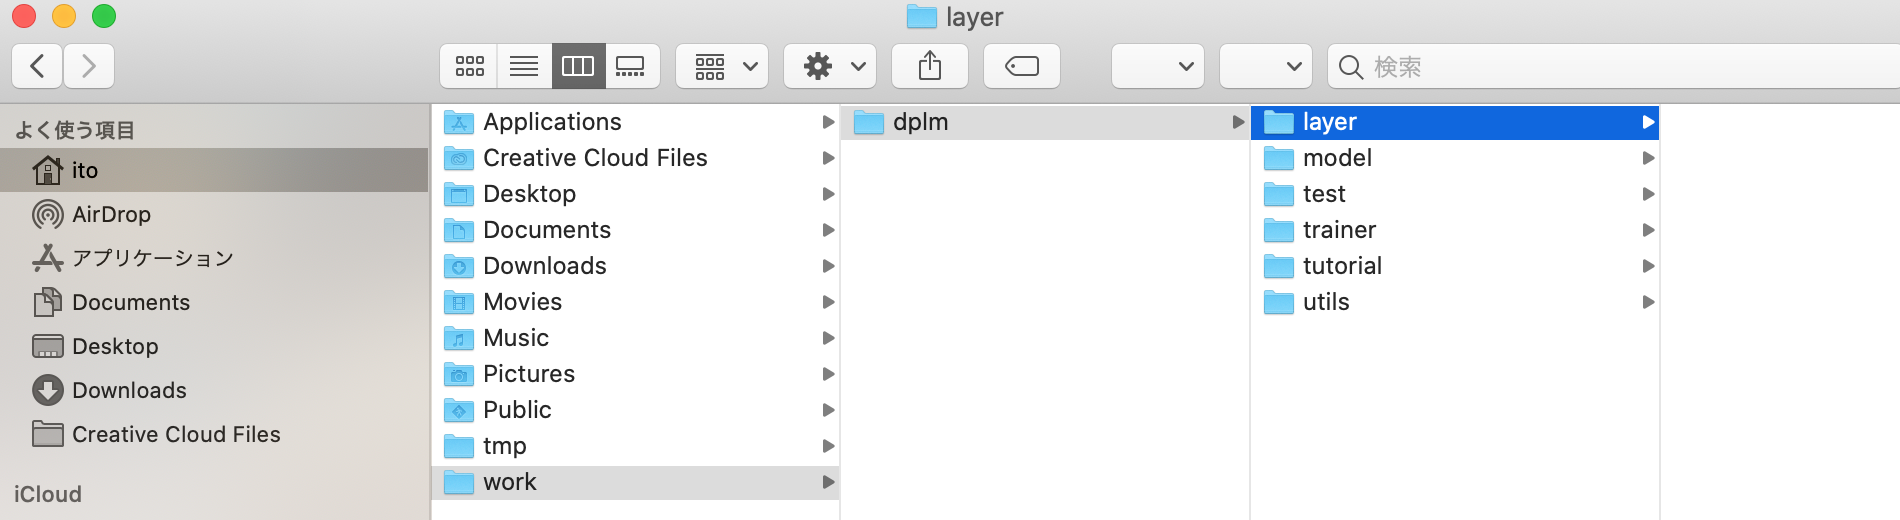 layer
検索
よく使う項目
ito
AirDrop
アプリケーション
Documents
Desktop
Downloads
Creative Cloud Files
iCloud
Applications
Creative Cloud Files
Desktop
Documents
Downloads
Movies
Music
Pictures
Public
tmp
work
dplm
layer
model
test
trainer
tutorial
utils